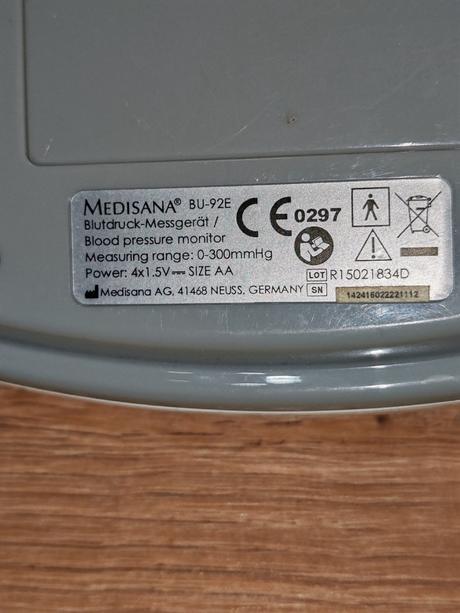 MEDISANA® BU-92E
Blutdruck-Messgerät /
Blood pressure monitor
Measuring range: 0-300mmHg
Power: 4x1.5V⎓ SIZE AA
Medisana AG, 41468 NEUSS, GERMANY
CE 0297
LOT R15021834D
SN 142416022221112